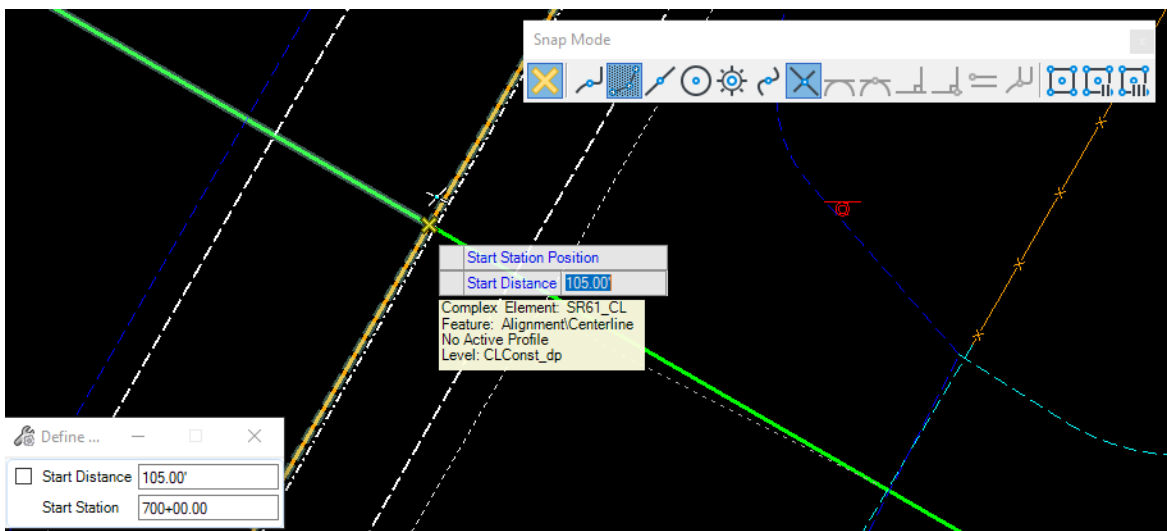 Snap Mode
Start Station Position
Start Distance 105.00'
Complex Element: SR61_CL
Feature: Alignment\Centerline
No Active Profile
Level: CLConst_dp
Define ...
Start Distance 105.00'
Start Station 700+00.00